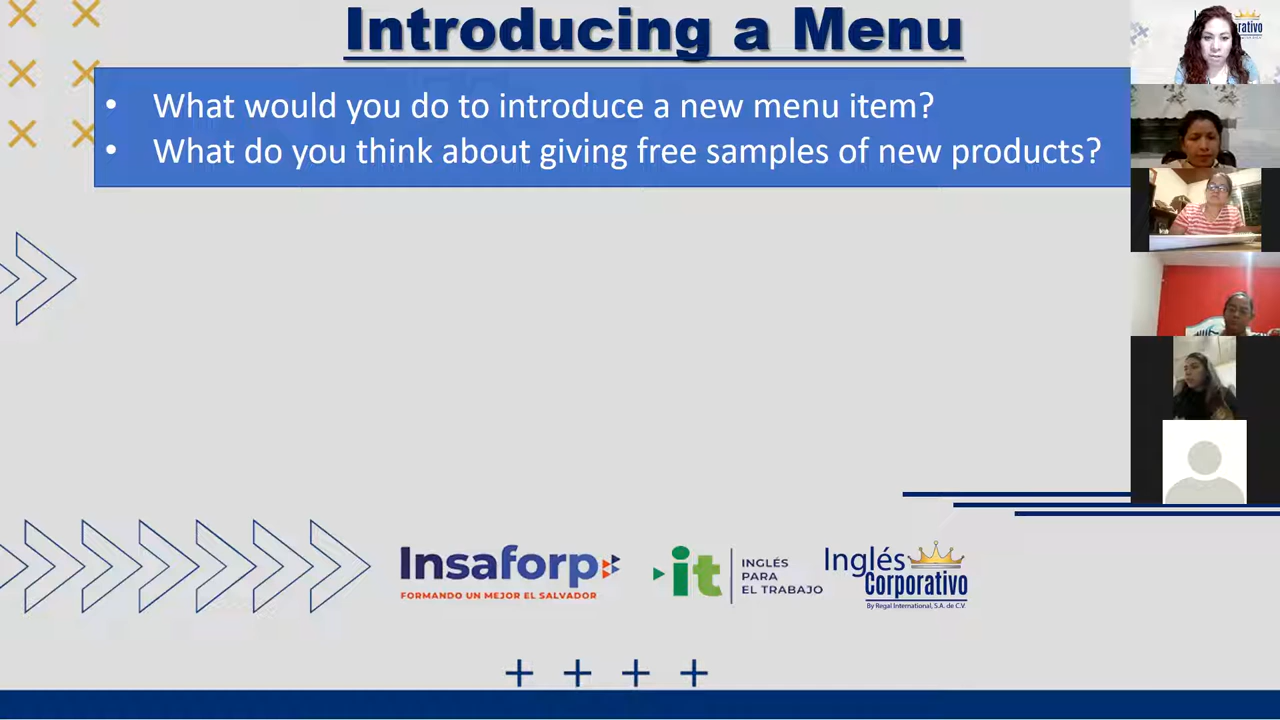 Introducing a Menu
• What would you do to introduce a new menu item?
• What do you think about giving free samples of new products?
Insaforp
FORMANDO UN MEJOR EL SALVADOR
it
INGLÉS
PARA
EL TRABAJO
Inglés
Corporativo
By Regal International, S.A. de C.V.